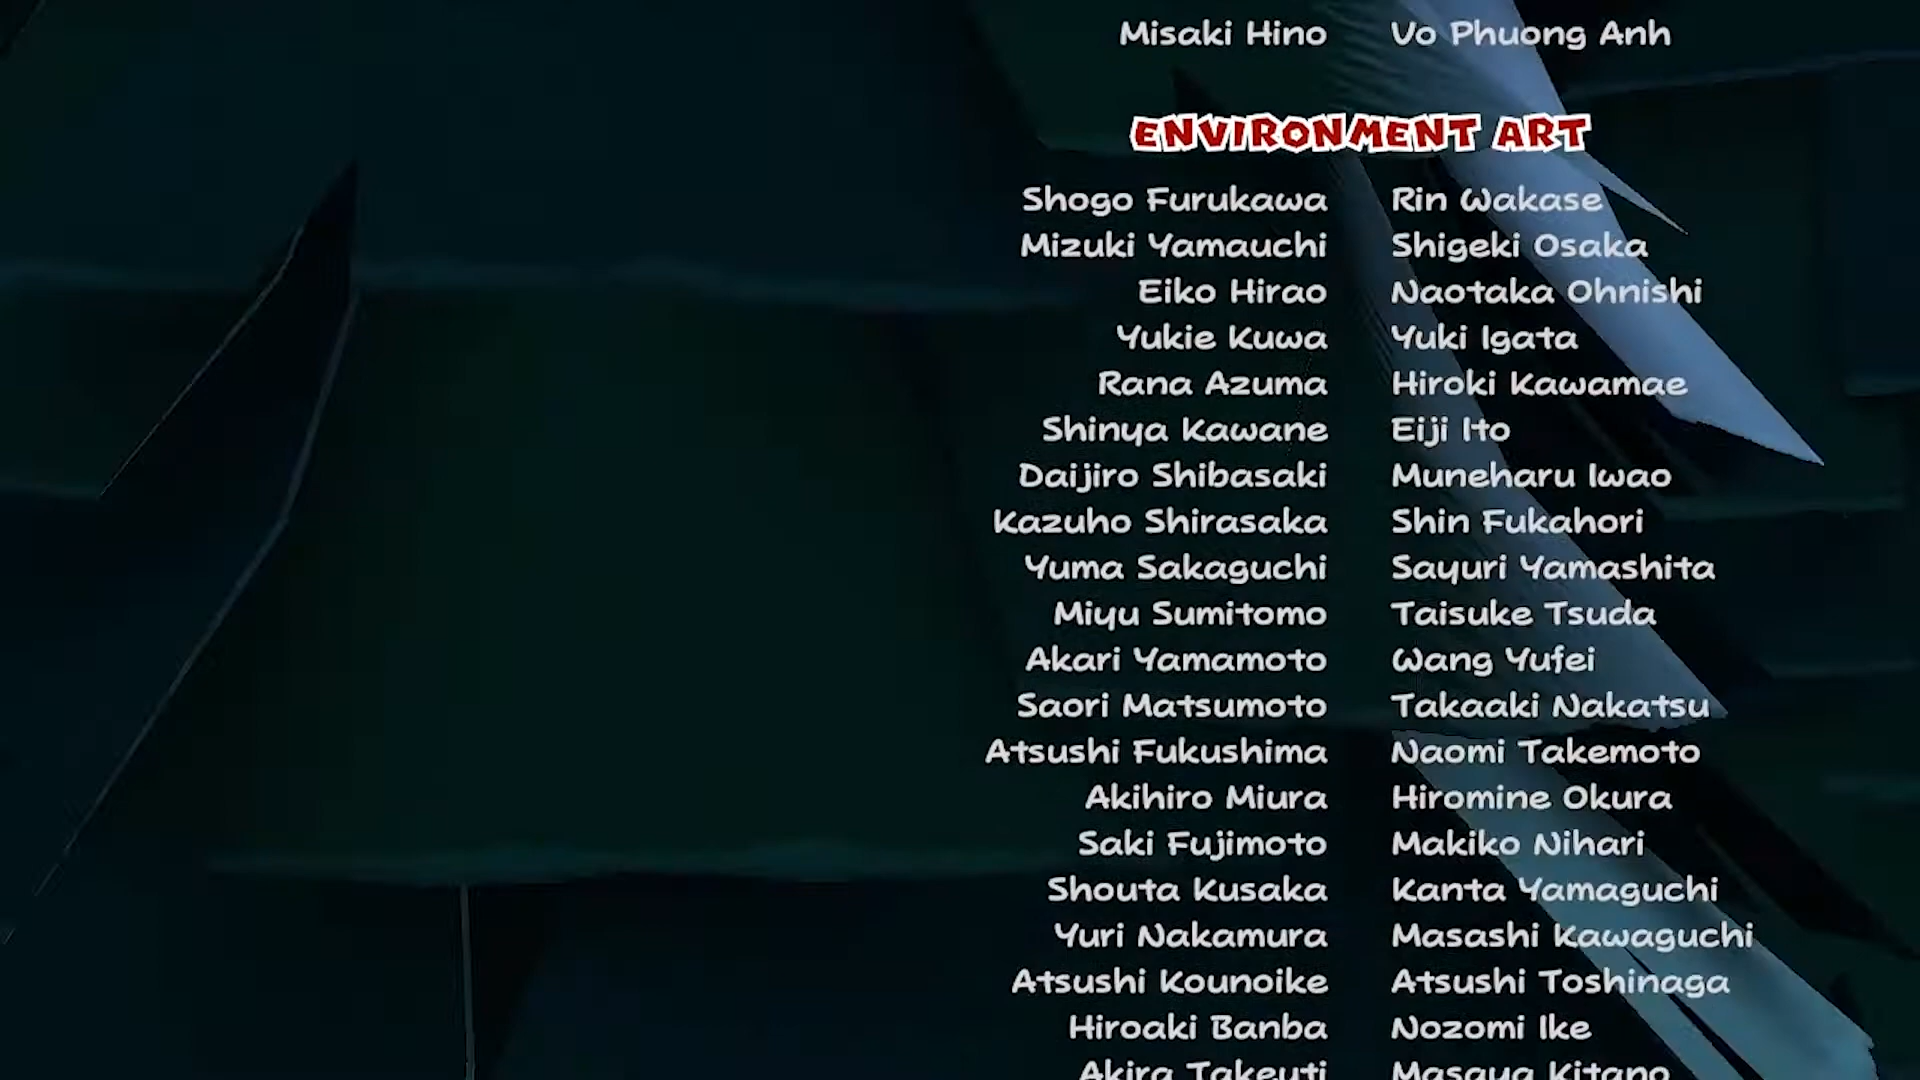 Misaki Hino Vo Phuong Anh
ENVIRONMENT ART
Shogo Furukawa Rin Wakase
Mizuki Yamauchi Shigeki Osaka
Eiko Hirao Naotaka Ohnishi
Yukie Kuwa Yuki Igata
Rana Azuma Hiroki Kawamae
Shinya Kawane Eiji Ito
Daijiro Shibasaki Muneharu Iwao
Kazuho Shirasaka Shin Fukahori
Yuma Sakaguchi Sayuri Yamashita
Miyu Sumitomo Taisuke Tsuda
Akari Yamamoto Wang Yufei
Saori Matsumoto Takaaki Nakatsu
Atsushi Fukushima Naomi Takemoto
Akihiro Miura Hiromine Okura
Saki Fujimoto Makiko Nihari
Shouta Kusaka Kanta Yamaguchi
Yuri Nakamura Masashi Kawaguchi
Atsushi Kounoike Atsushi Toshinaga
Hiroaki Banba Nozomi Ike
Akira Takeuti Masaya Kitano